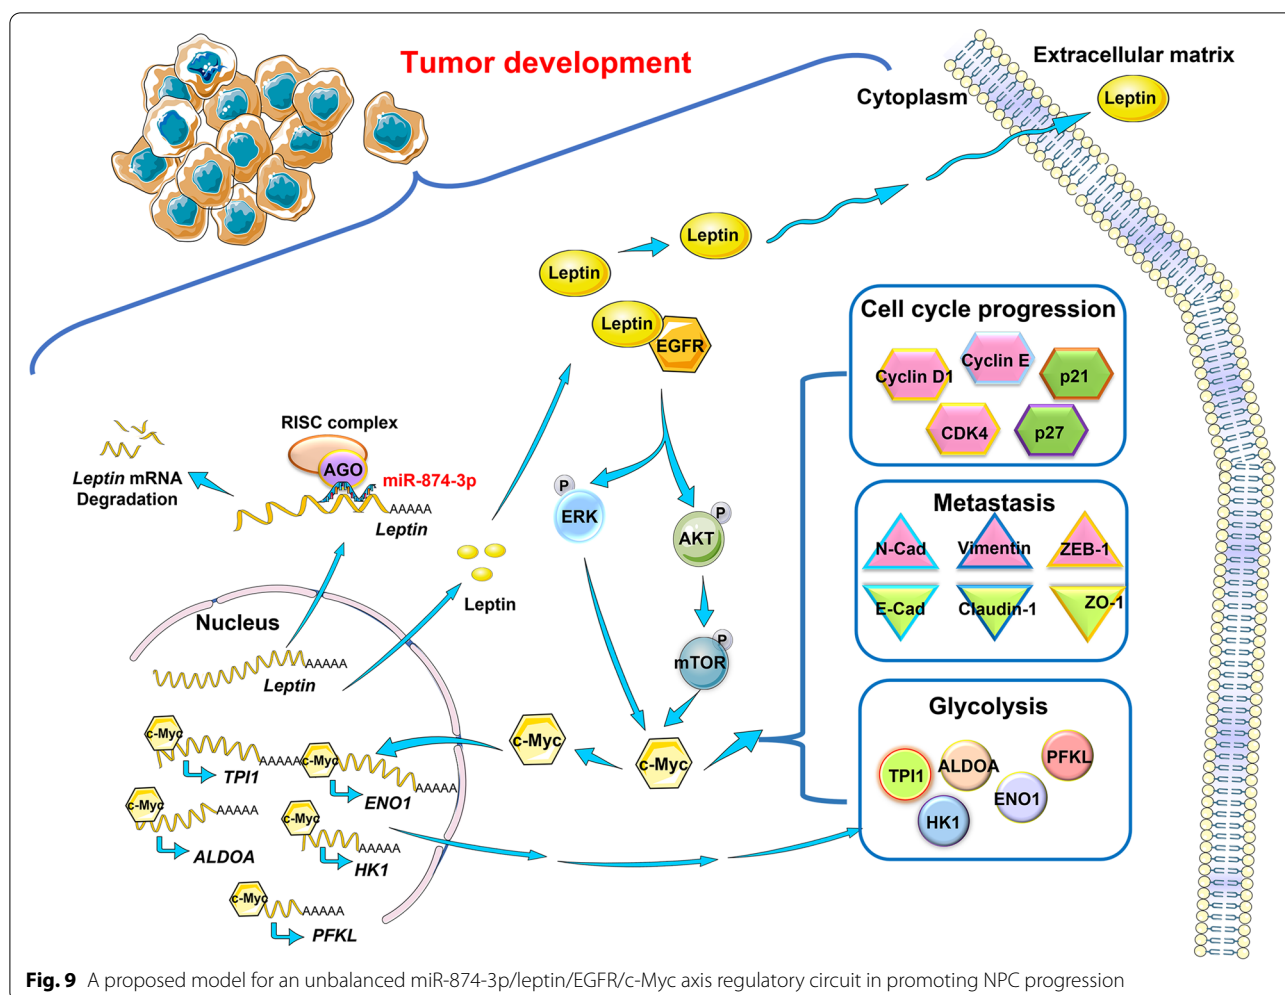 Tumor development
Extracellular matrix
Cytoplasm
Leptin
Leptin
Leptin
Leptin
EGFR
Cell cycle progression
Cyclin D1
Cyclin E
p21
CDK4
p27
RISC complex
AGO
miR-874-3p
Leptin mRNA
Degradation
AAAAA
Leptin
P
ERK
P
AKT
Metastasis
N-Cad
Vimentin
ZEB-1
E-Cad
Claudin-1
ZO-1
Leptin
Nucleus
AAAAA
Leptin
P
mTOR
Glycolysis
TPI1
ALDOA
PFKL
HK1
ENO1
c-Myc
c-Myc
c-Myc
AAAAA
TPI1
c-Myc
AAAAA
ENO1
c-Myc
AAAAA
ALDOA
c-Myc
AAAAA
HK1
c-Myc
AAAAA
PFKL
Fig. 9 A proposed model for an unbalanced miR-874-3p/leptin/EGFR/c-Myc axis regulatory circuit in promoting NPC progression